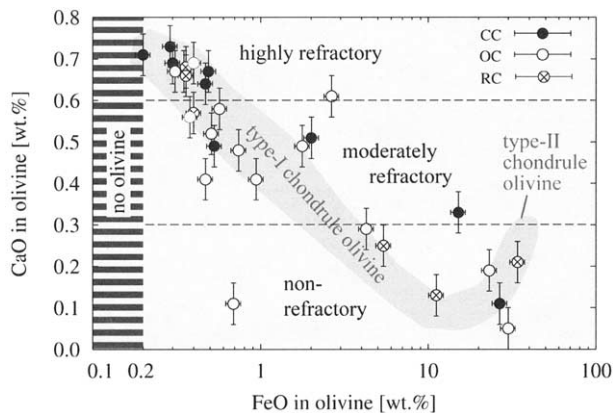 0.8
0.7
0.6
0.5
0.4
0.3
0.2
0.1
0.0
CaO in olivine [wt.%]
highly refractory
CC
OC
RC
no olivine
type-I chondrule olivine
moderately
refractory
type-II
chondrule
olivine
non-
refractory
0.1 0.2 1 10 100
FeO in olivine [wt.%]